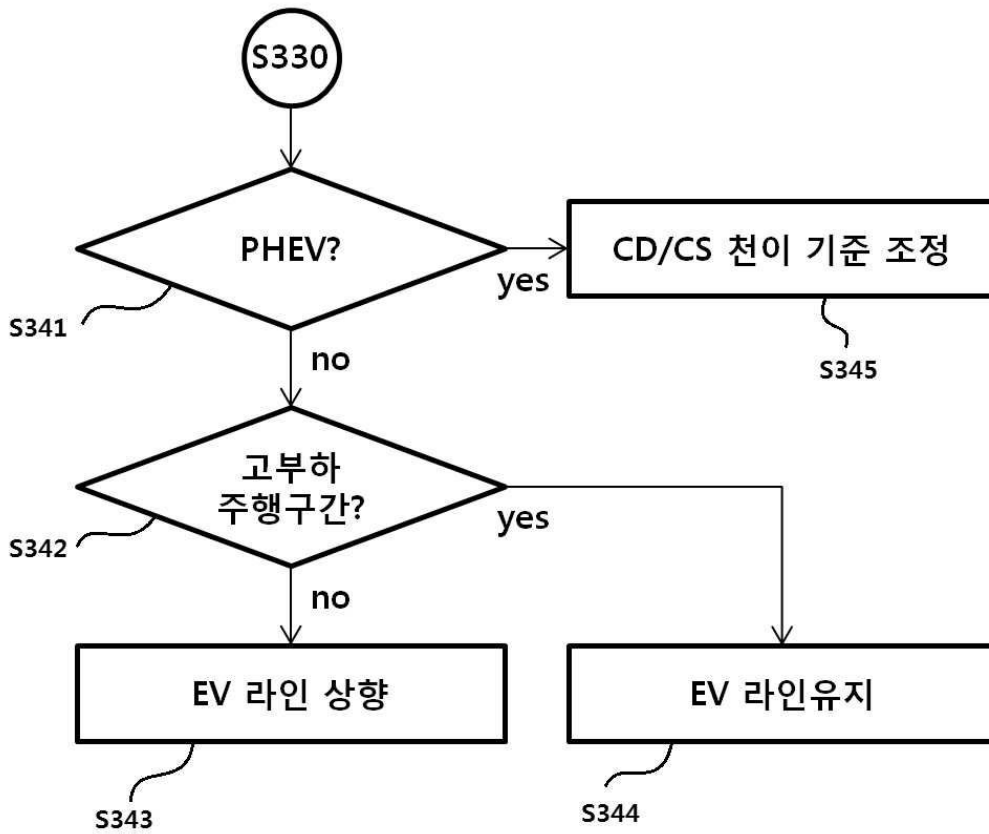 S330
PHEV?
yes
CD/CS 천이 기준 조정
S341
S345
no
고부하
주행구간?
yes
S342
no
EV 라인 상향
EV 라인유지
S343
S344